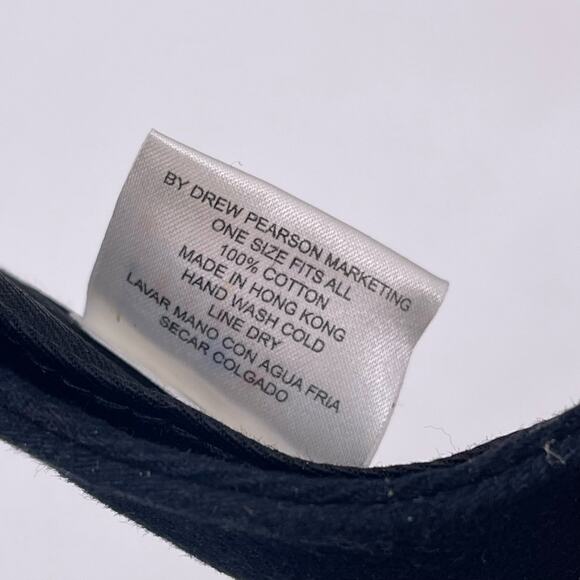 BY DREW PEARSON MARKETING
ONE SIZE FITS ALL
100% COTTON
MADE IN HONG KONG
HAND WASH COLD
LINE DRY
LAVAR MANO CON AGUA FRIA
SECAR COLGADO